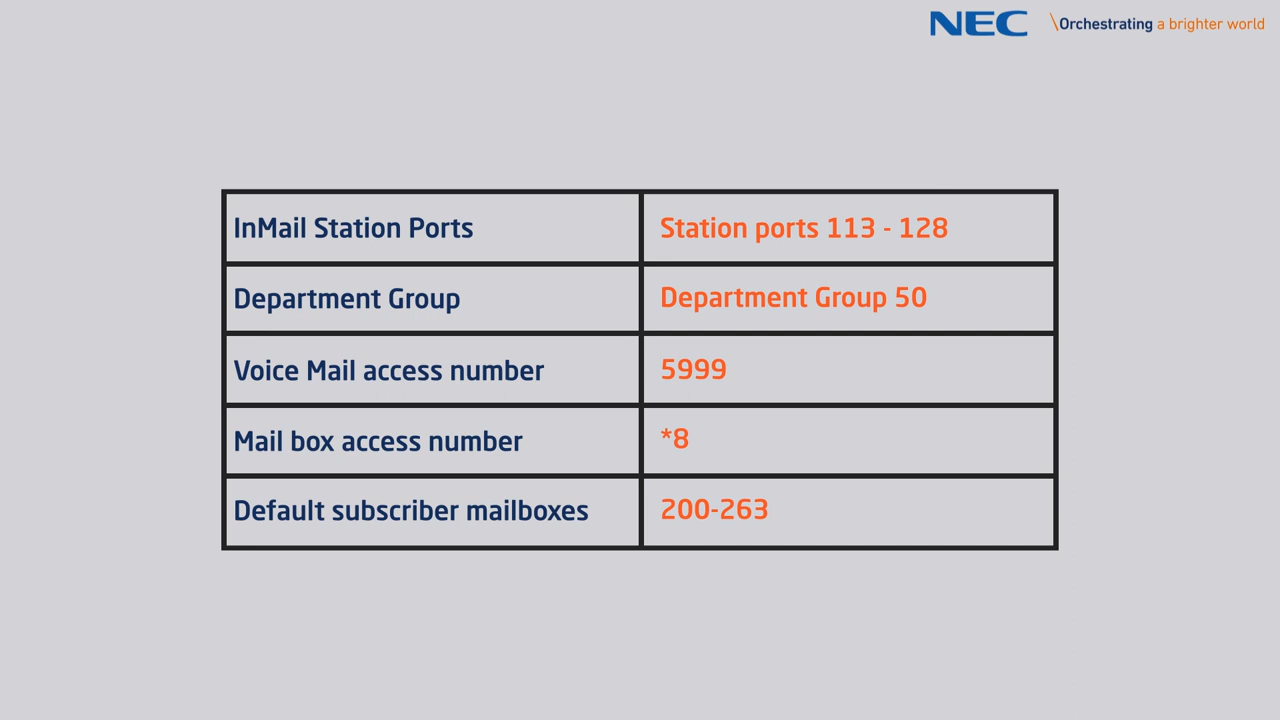 NEC \Orchestrating a brighter world
InMail Station Ports Station ports 113 - 128
Department Group Department Group 50
Voice Mail access number 5999
Mail box access number *8
Default subscriber mailboxes 200-263